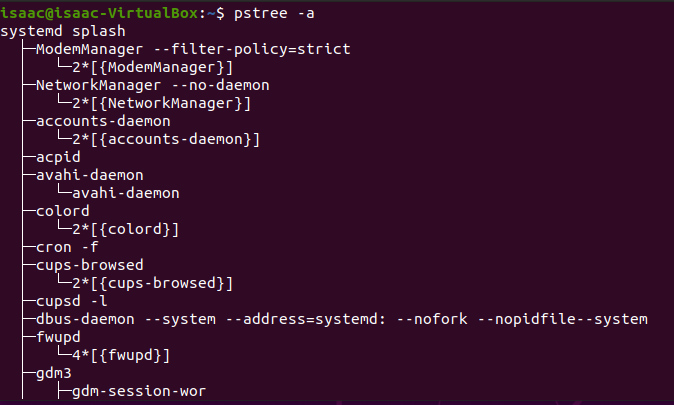 isaac@isaac-VirtualBox:~$ pstree -a
systemd splash
  ├─ModemManager --filter-policy=strict
  │   └─2*[{ModemManager}]
  ├─NetworkManager --no-daemon
  │   └─2*[{NetworkManager}]
  ├─accounts-daemon
  │   └─2*[{accounts-daemon}]
  ├─acpid
  ├─avahi-daemon
  │   └─avahi-daemon
  ├─colord
  │   └─2*[{colord}]
  ├─cron -f
  ├─cups-browsed
  │   └─2*[{cups-browsed}]
  ├─cupsd -l
  ├─dbus-daemon --system --address=systemd: --nofork --nopidfile--system
  ├─fwupd
  │   └─4*[{fwupd}]
  ├─gdm3
  │   ├─gdm-session-wor